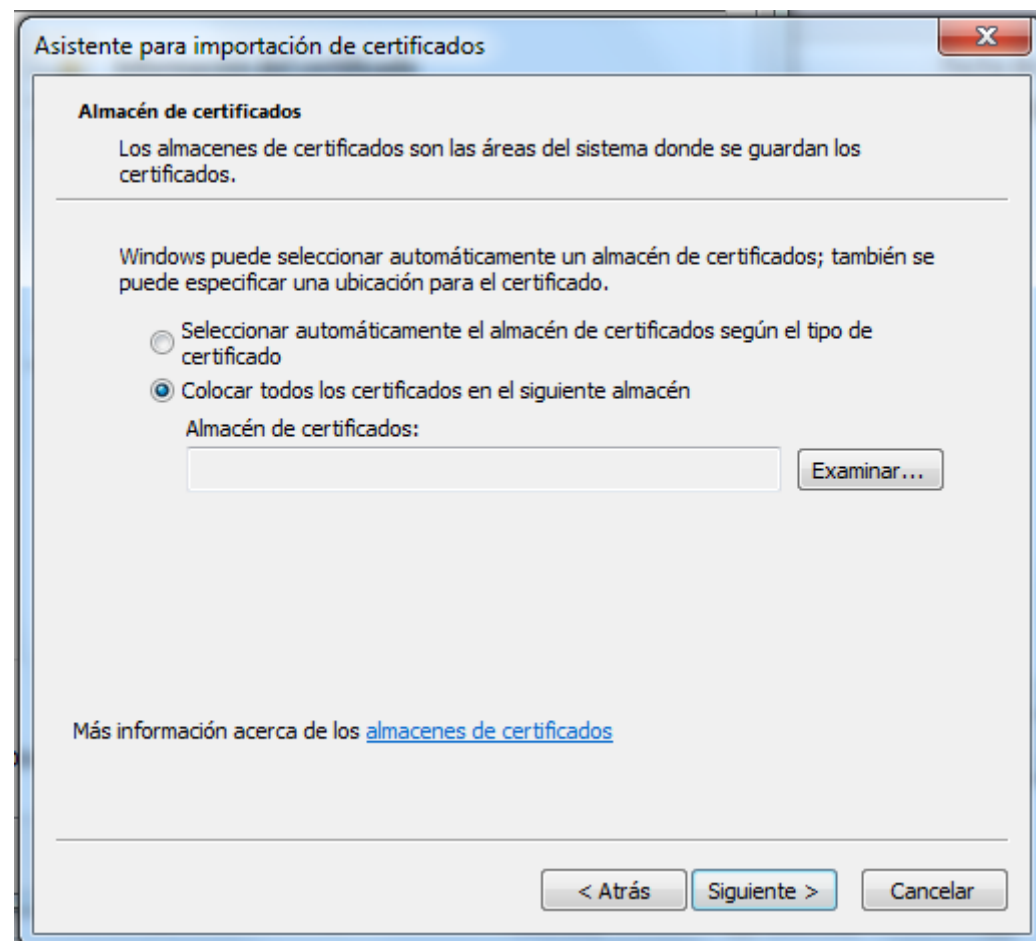 Asistente para importación de certificados
Almacén de certificados
Los almacenes de certificados son las áreas del sistema donde se guardan los
certificados.
Windows puede seleccionar automáticamente un almacén de certificados; también se
puede especificar una ubicación para el certificado.
Seleccionar automáticamente el almacén de certificados según el tipo de
certificado
Colocar todos los certificados en el siguiente almacén
Almacén de certificados:
Examinar...
Más información acerca de los almacenes de certificados
< Atrás
Siguiente >
Cancelar